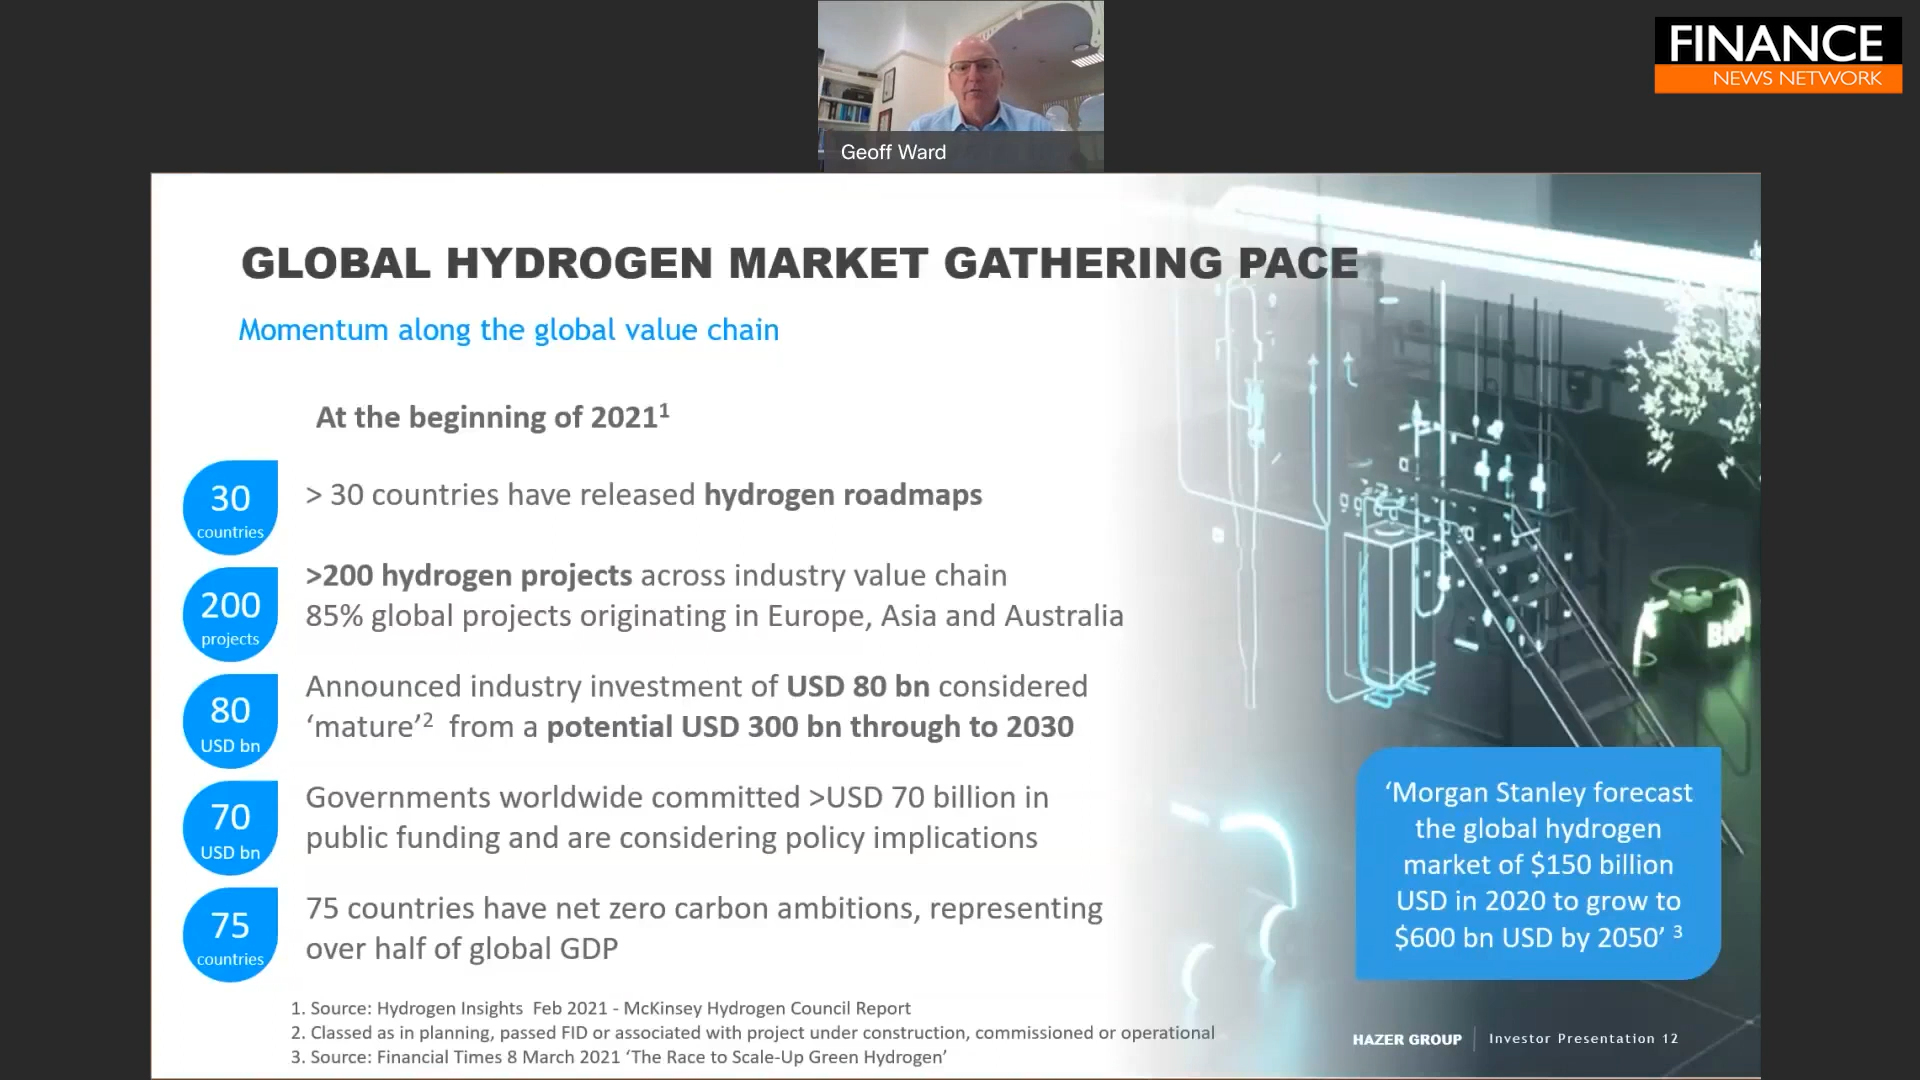 FINANCE
NEWS NETWORK
Geoff Ward
GLOBAL HYDROGEN MARKET GATHERING PACE
Momentum along the global value chain
At the beginning of 2021¹
30
countries
> 30 countries have released hydrogen roadmaps
200
projects
>200 hydrogen projects across industry value chain
85% global projects originating in Europe, Asia and Australia
80
USD bn
Announced industry investment of USD 80 bn considered
‘mature’² from a potential USD 300 bn through to 2030
70
USD bn
Governments worldwide committed >USD 70 billion in
public funding and are considering policy implications
75
countries
75 countries have net zero carbon ambitions, representing
over half of global GDP
‘Morgan Stanley forecast
the global hydrogen
market of $150 billion
USD in 2020 to grow to
$600 bn USD by 2050’ ³
1. Source: Hydrogen Insights Feb 2021 - McKinsey Hydrogen Council Report
2. Classed as in planning, passed FID or associated with project under construction, commissioned or operational
3. Source: Financial Times 8 March 2021 ‘The Race to Scale-Up Green Hydrogen’
HAZER GROUP | Investor Presentation 12